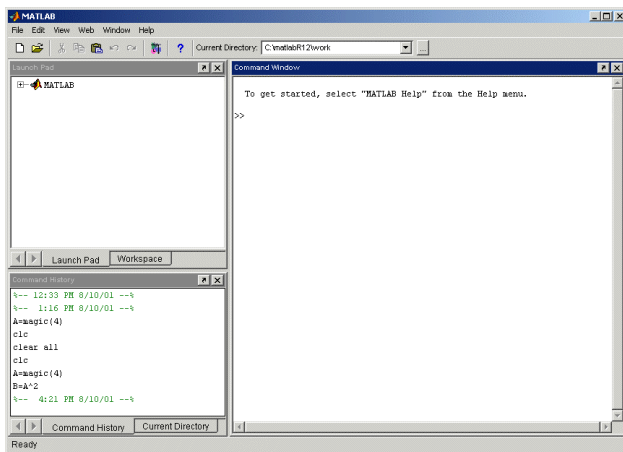 MATLAB
File Edit View Web Window Help
? Current Directory: C:\matlabR12\work ...
Launch Pad
MATLAB
Launch Pad Workspace
Command History
%-- 12:33 PM 8/10/01 --%
%-- 1:16 PM 8/10/01 --%
A=magic(4)
clc
clear all
clc
A=magic(4)
B=A^2
%-- 4:21 PM 8/10/01 --%
Command History Current Directory
Command Window
To get started, select "MATLAB Help" from the Help menu.
>>
Ready